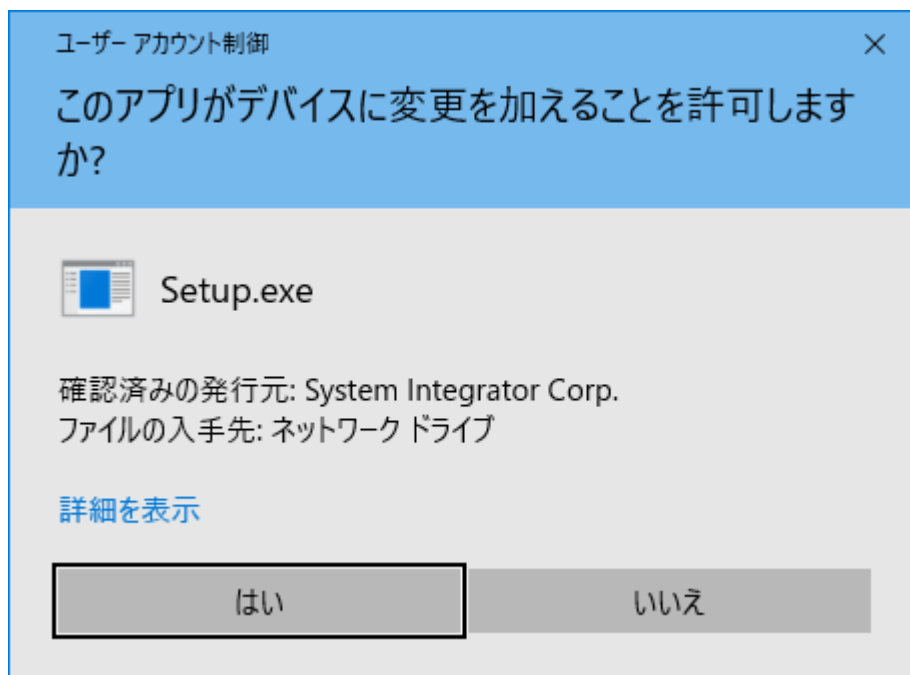 ユーザー アカウント制御
このアプリがデバイスに変更を加えることを許可します
か?
Setup.exe
確認済みの発行元: System Integrator Corp.
ファイルの入手先: ネットワーク ドライブ
詳細を表示
はい
いいえ